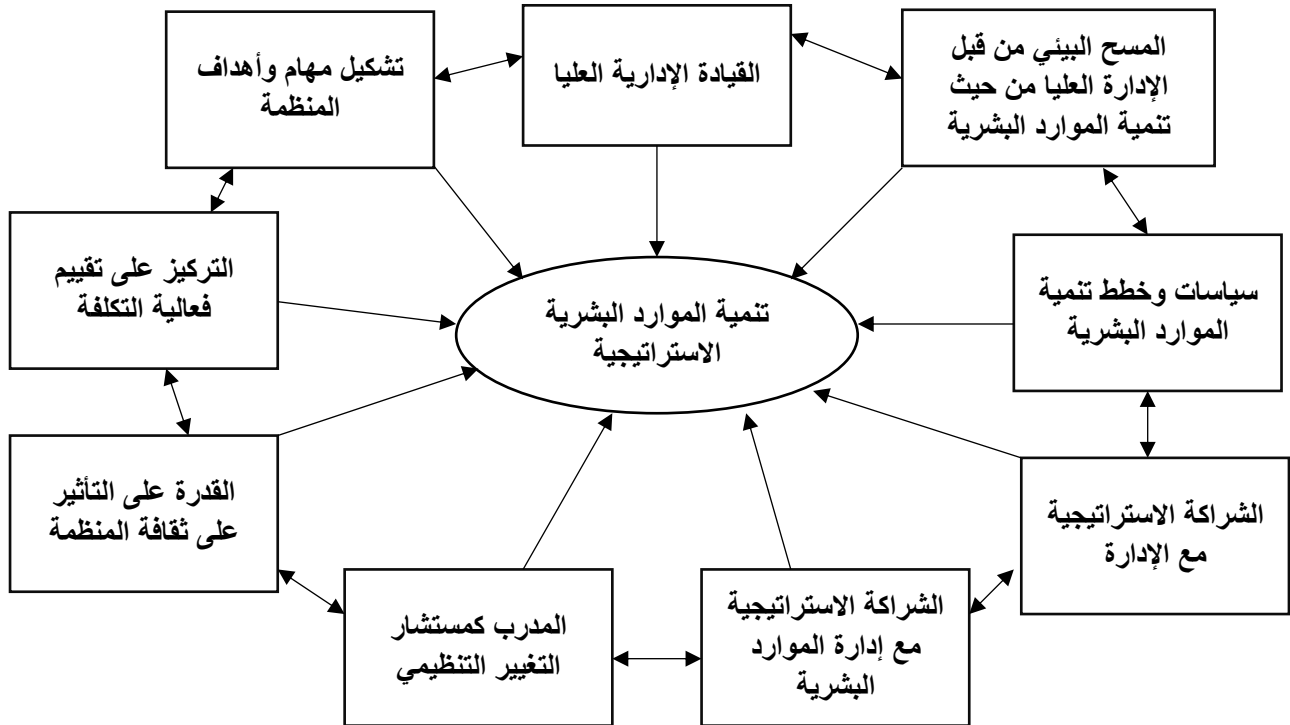 تشكيل مهام وأهداف
المنظمة
القيادة الإدارية العليا
المسح البيئي من قبل
الإدارة العليا من حيث
تنمية الموارد البشرية
التركيز على تقييم
فعالية التكلفة
تنمية الموارد البشرية
الاستراتيجية
سياسات وخطط تنمية
الموارد البشرية
القدرة على التأثير
على ثقافة المنظمة
الشراكة الاستراتيجية
مع الإدارة
المدرب كمستشار
التغيير التنظيمي
الشراكة الاستراتيجية
مع إدارة الموارد
البشرية